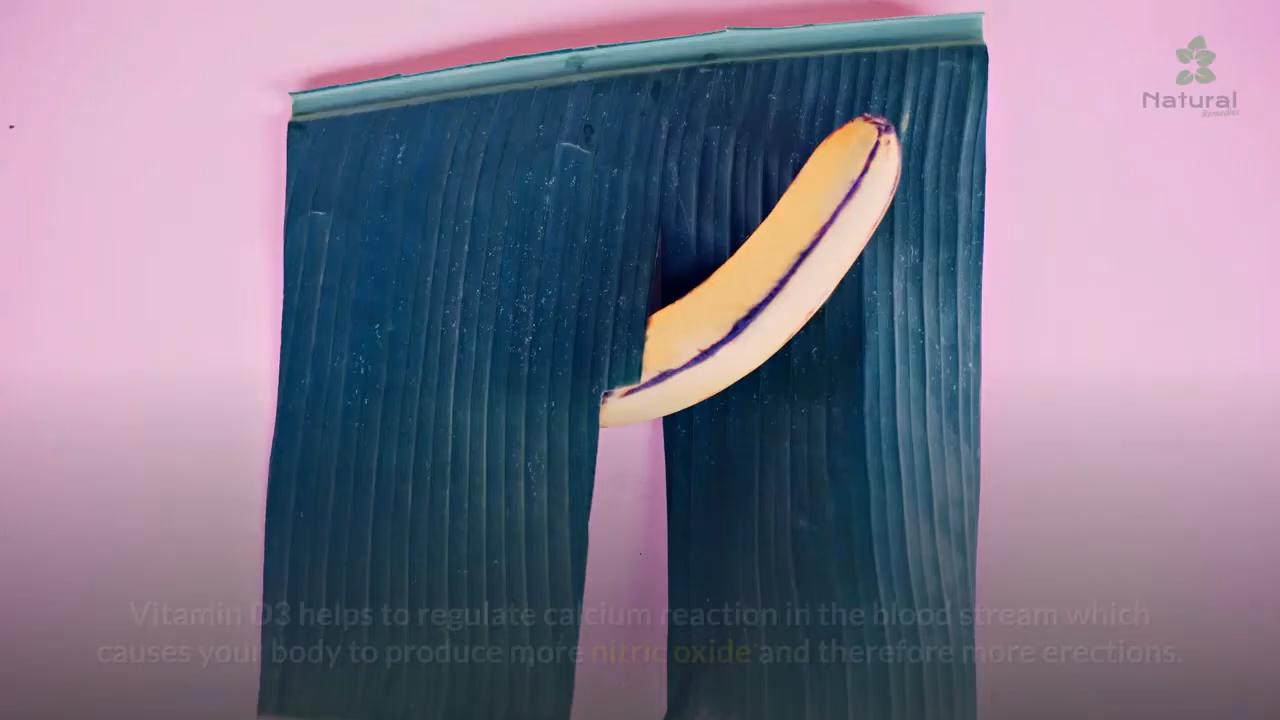 Natural
Remedies
Vitamin D3 helps to regulate calcium reaction in the blood stream which
causes your body to produce more nitric oxide and therefore more erections.